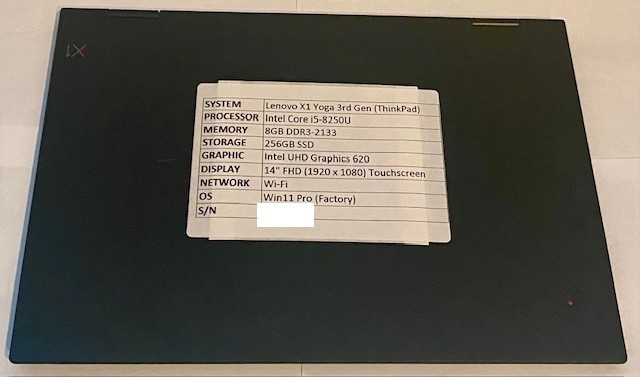 X1
SYSTEM Lenovo X1 Yoga 3rd Gen (ThinkPad)
PROCESSOR Intel Core i5-8250U
MEMORY 8GB DDR3-2133
STORAGE 256GB SSD
GRAPHIC Intel UHD Graphics 620
DISPLAY 14" FHD (1920 x 1080) Touchscreen
NETWORK Wi-Fi
OS Win11 Pro (Factory)
S/N